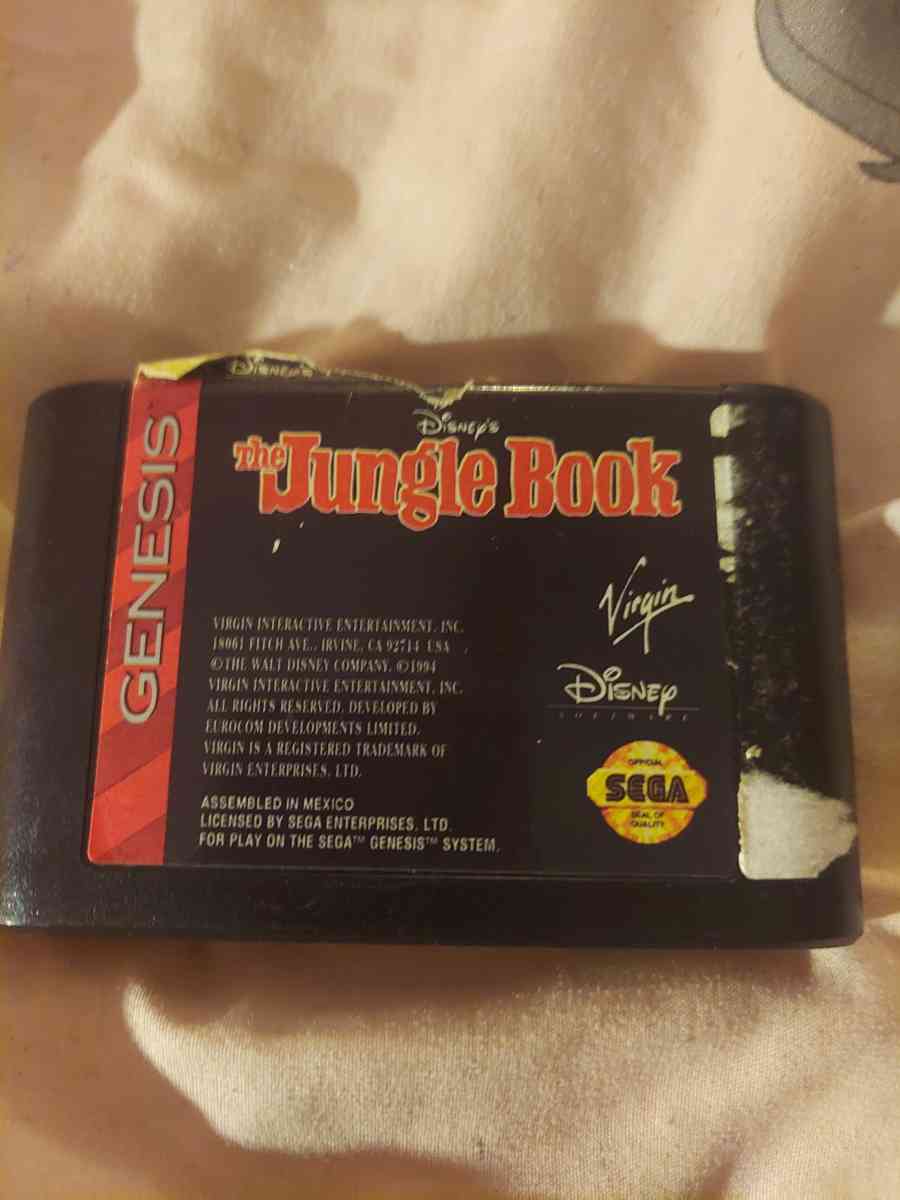 DISNEY'S
GENESIS™
DISNEY'S
The Jungle Book
Virgin
VIRGIN INTERACTIVE ENTERTAINMENT, INC.
18061 FITCH AVE., IRVINE, CA 92714 USA
©THE WALT DISNEY COMPANY. ©1994
VIRGIN INTERACTIVE ENTERTAINMENT, INC.
ALL RIGHTS RESERVED. DEVELOPED BY
EUROCOM DEVELOPMENTS LIMITED.
VIRGIN IS A REGISTERED TRADEMARK OF
VIRGIN ENTERPRISES, LTD.
DISNEY
SOFTWARE
ASSEMBLED IN MEXICO
LICENSED BY SEGA ENTERPRISES, LTD.
FOR PLAY ON THE SEGA™ GENESIS™ SYSTEM.
OFFICIAL
SEGA
SEAL OF
QUALITY